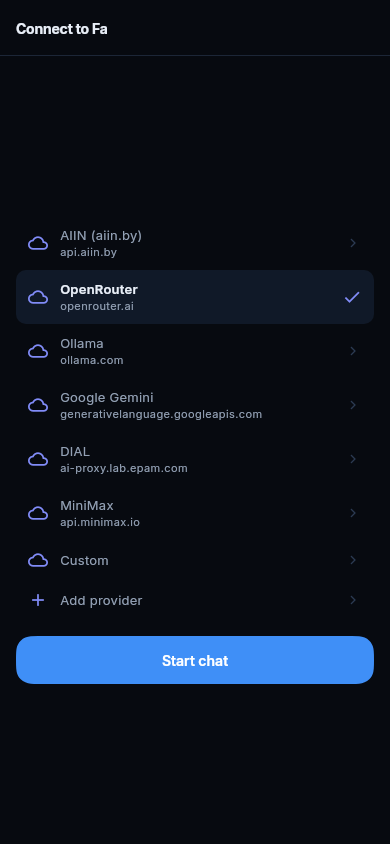 Connect to Fa
AIIN (aiin.by)
api.aiin.by
OpenRouter
openrouter.ai
Ollama
ollama.com
Google Gemini
generativelanguage.googleapis.com
DIAL
ai-proxy.lab.epam.com
MiniMax
api.minimax.io
Custom
Add provider
Start chat